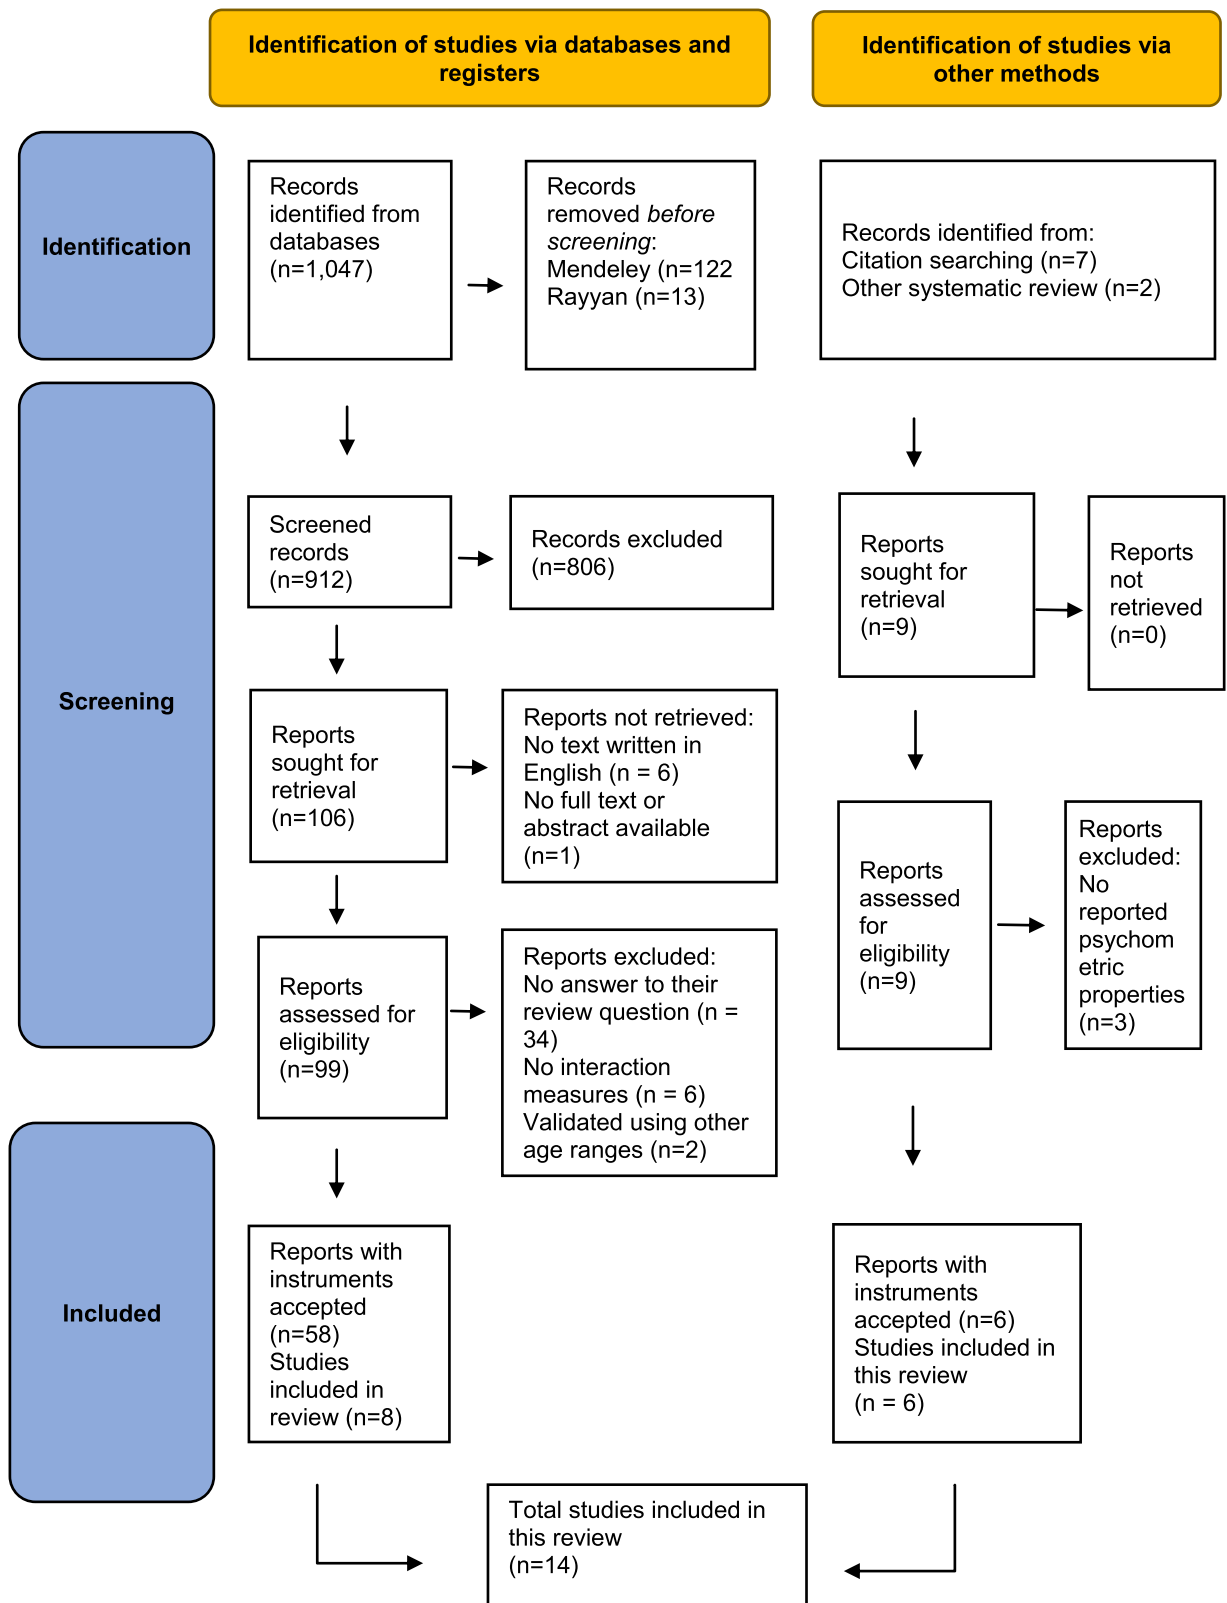 Identification of studies via databases and
registers
Identification of studies via
other methods
Identification
Records
identified from
databases
(n=1,047)
Records
removed before
screening:
Mendeley (n=122
Rayyan (n=13)
Records identified from:
Citation searching (n=7)
Other systematic review (n=2)
Screening
Screened
records
(n=912)
Records excluded
(n=806)
Reports
sought for
retrieval
(n=9)
Reports
not
retrieved
(n=0)
Reports
sought for
retrieval
(n=106)
Reports not retrieved:
No text written in
English (n = 6)
No full text or
abstract available
(n=1)
Reports
assessed
for
eligibility
(n=9)
Reports
excluded:
No
reported
psychom
etric
properties
(n=3)
Reports
assessed for
eligibility
(n=99)
Reports excluded:
No answer to their
review question (n =
34)
No interaction
measures (n = 6)
Validated using other
age ranges (n=2)
Included
Reports with
instruments
accepted
(n=58)
Studies
included in
review (n=8)
Reports with
instruments
accepted (n=6)
Studies included in
this review
(n = 6)
Total studies included in
this review
(n=14)